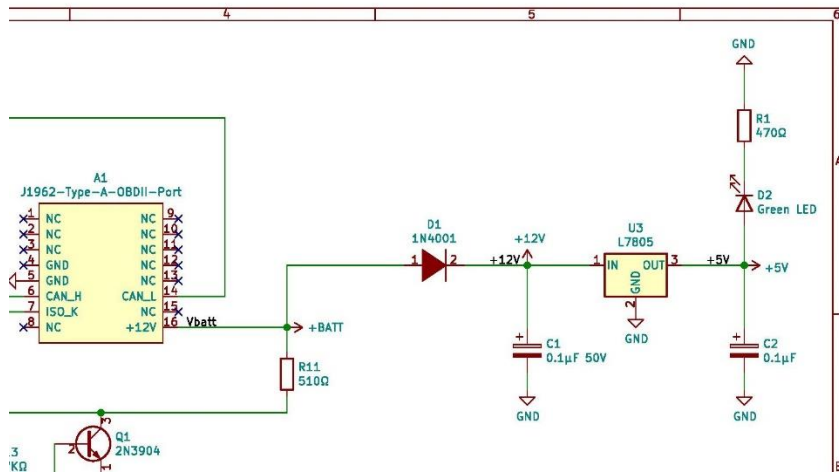 4
5
6
GND
R1
470Ω
A
A1
J1962-Type-A-OBDII-Port
D2
Green LED
1 NC NC 9
2 NC NC 10
3 NC NC 11
4 GND NC 12
5 GND NC 13
6 CAN_H CAN_L 14
7 ISO_K NC 15
8 NC +12V 16
Vbatt
+BATT
D1
1N4001
1 2
+12V
+12V
U3
L7805
1 IN OUT 3
GND
2
GND
+5V
+5V
+
C1
0.1µF 50V
GND
+
C2
0.1µF
GND
R11
510Ω
3
Q1
2N3904
2
1